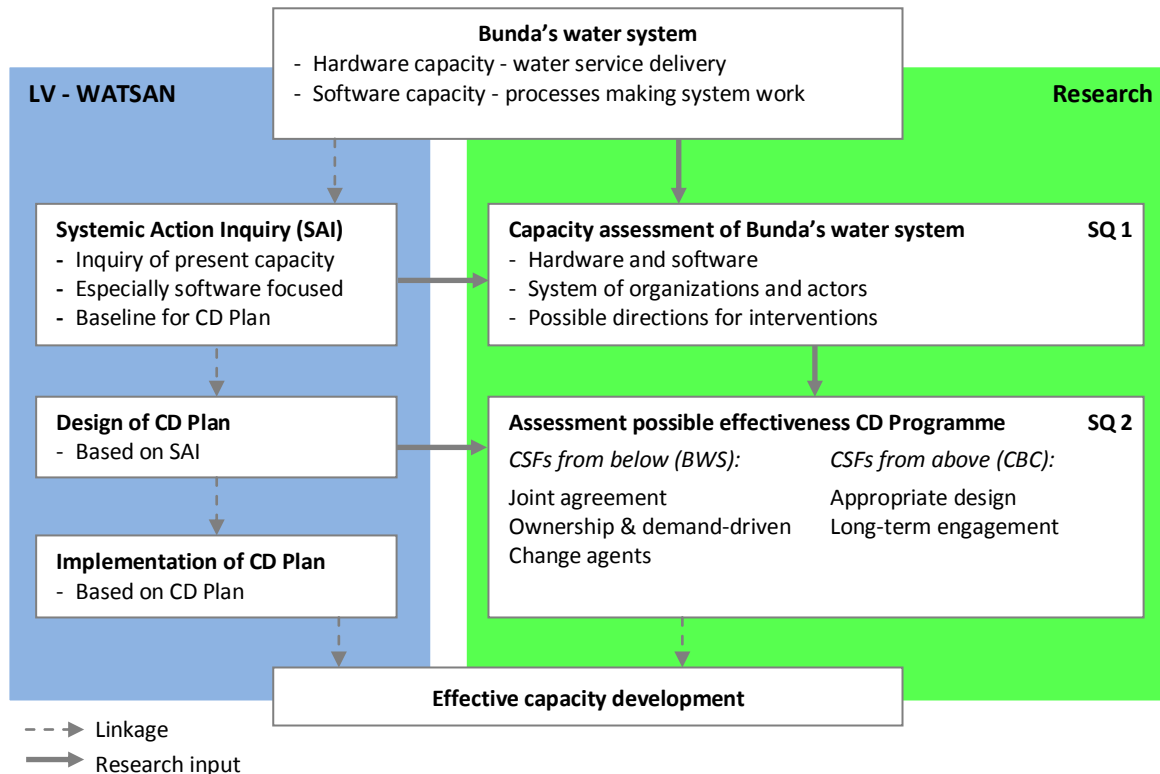 Bunda's water system
- Hardware capacity - water service delivery
- Software capacity - processes making system work
LV - WATSAN
Research
Systemic Action Inquiry (SAI)
- Inquiry of present capacity
- Especially software focused
- Baseline for CD Plan
Capacity assessment of Bunda's water system
SQ 1
- Hardware and software
- System of organizations and actors
- Possible directions for interventions
Design of CD Plan
- Based on SAI
Assessment possible effectiveness CD Programme
SQ 2
CSFs from below (BWS):
Joint agreement
Ownership & demand-driven
Change agents
CSFs from above (CBC):
Appropriate design
Long-term engagement
Implementation of CD Plan
- Based on CD Plan
Effective capacity development
Linkage
Research input